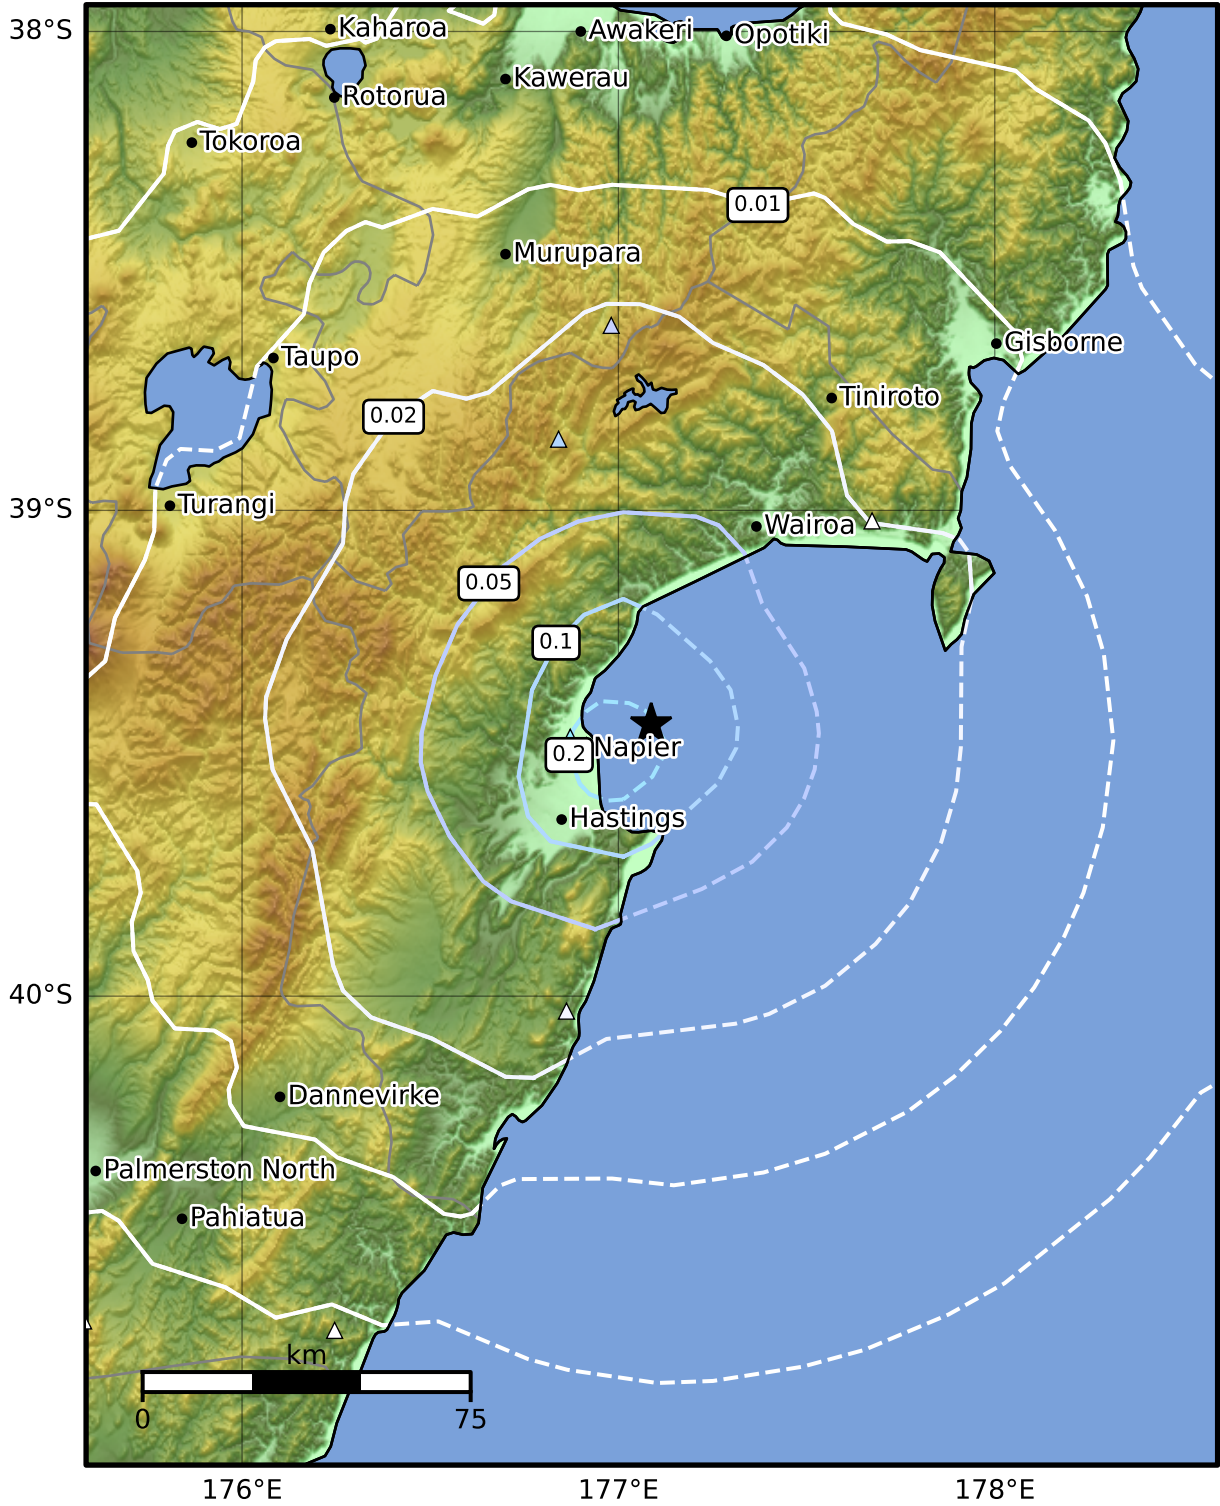 38°S
Kaharoa
Awakeri
Opotiki
Kawerau
Rotorua
Tokoroa
0.01
Murupara
Gisborne
Taupo
Tiniroto
0.02
Turangi
39°S
Wairoa
0.05
0.1
Napier
0.2
Hastings
40°S
Dannevirke
Palmerston North
Pahiatua
km
0
75
176°E
177°E
178°E